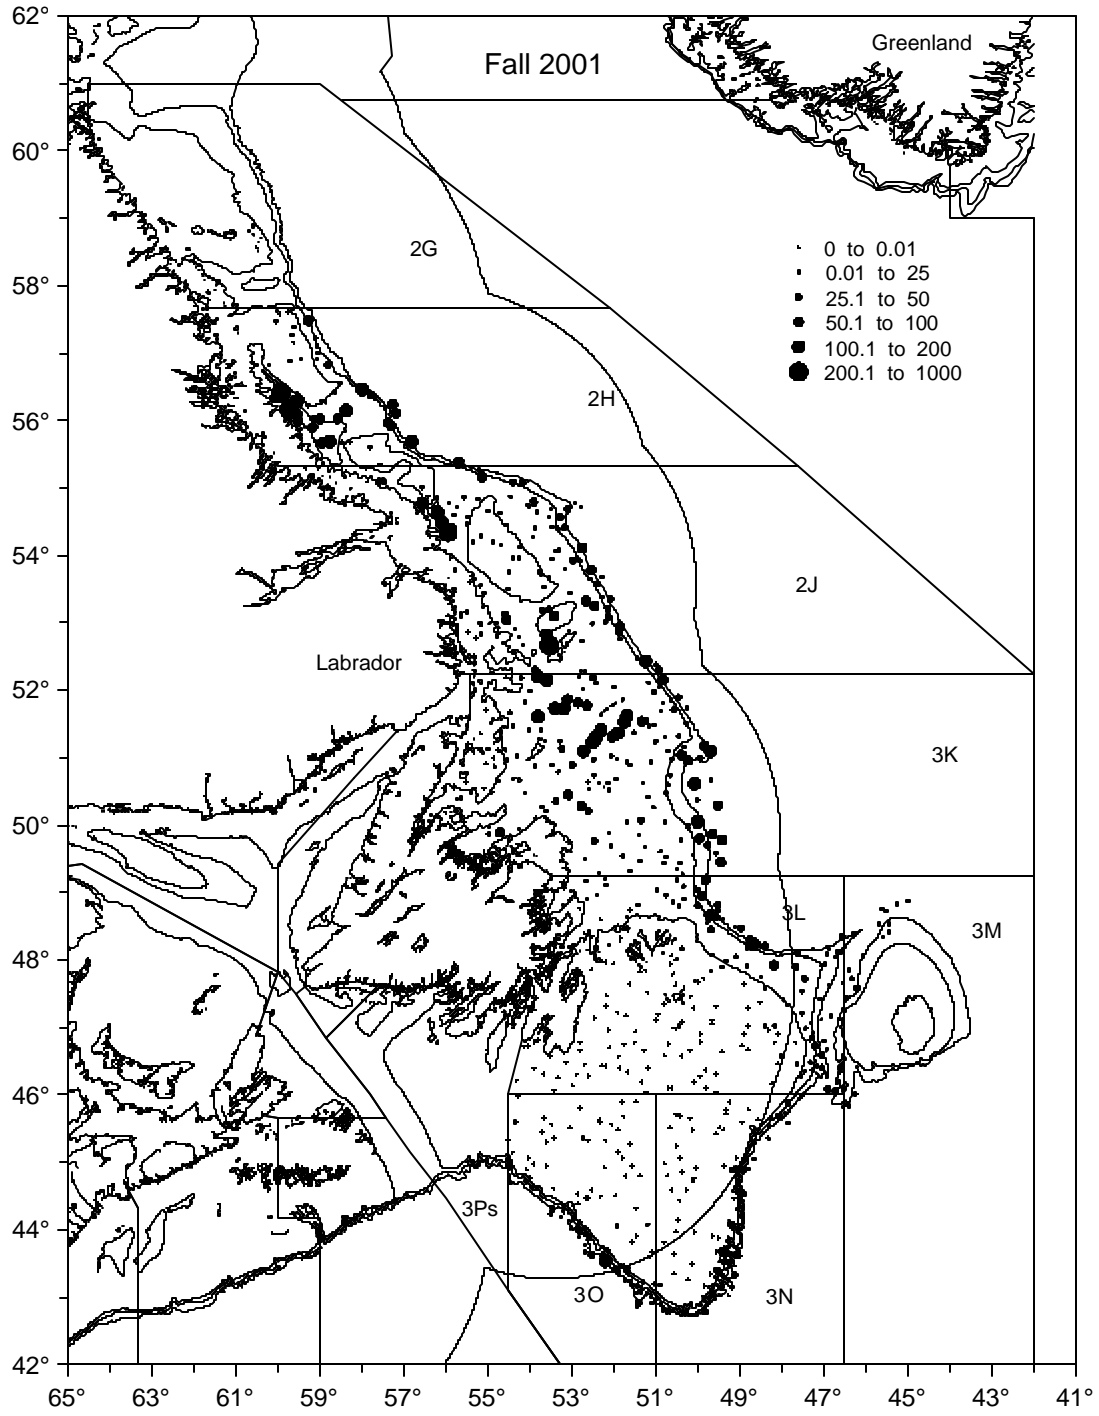 62°
Fall 2001
Greenland
60°
2G
0 to 0.01
0.01 to 25
25.1 to 50
50.1 to 100
100.1 to 200
200.1 to 1000
58°
2H
56°
54°
2J
Labrador
52°
3K
50°
3L
3M
48°
46°
44°
3Ps
3O
3N
42°
65° 63° 61° 59° 57° 55° 53° 51° 49° 47° 45° 43° 41°